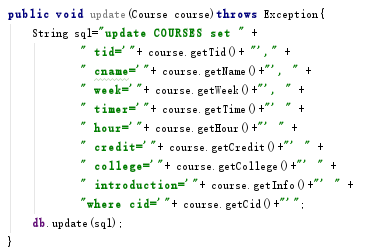 public void update(Course course)throws Exception{
String sql="update COURSES set " +
" tid='"+ course.getTid()+ "'," +
" cname='"+ course.getName()+"', " +
" week='"+ course.getWeek()+"', " +
" timer='"+ course.getTime()+"' " +
" hour='"+ course.getHour()+"' " +
" credit='"+ course.getCredit()+"' " +
" college='"+ course.getCollege()+"' " +
" introduction='"+ course.getInfo()+"' " +
"where cid='"+ course.getCid()+"'";
db.update(sql);
}